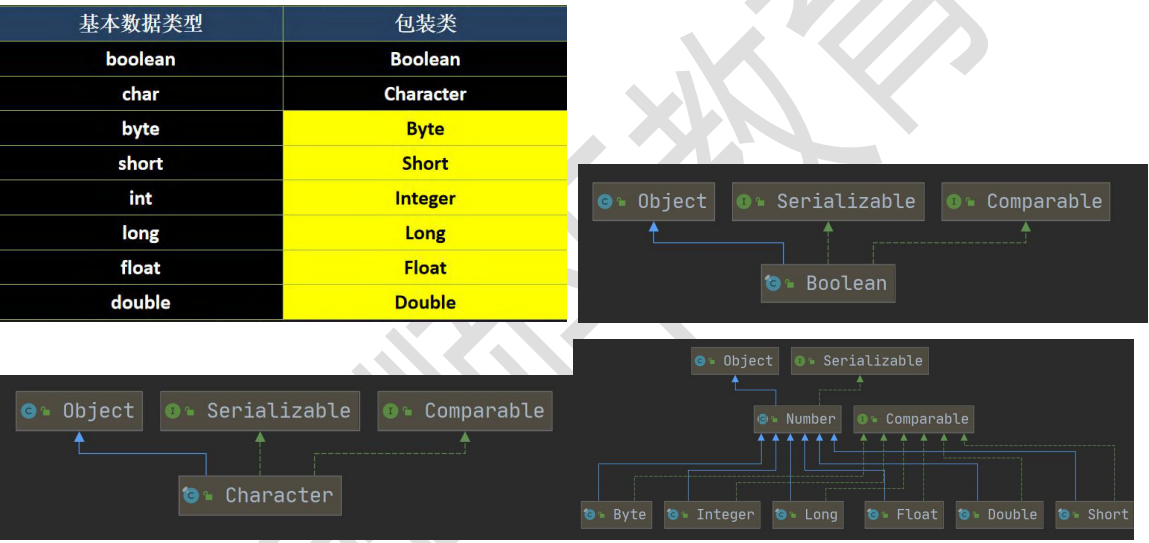 基本数据类型 包装类
boolean Boolean
char Character
byte Byte
short Short
int Integer
long Long
float Float
double Double
Object Serializable Comparable
Boolean
Object Serializable Comparable
Character
Object Serializable
Number Comparable
Byte Integer Long Float Double Short
教育